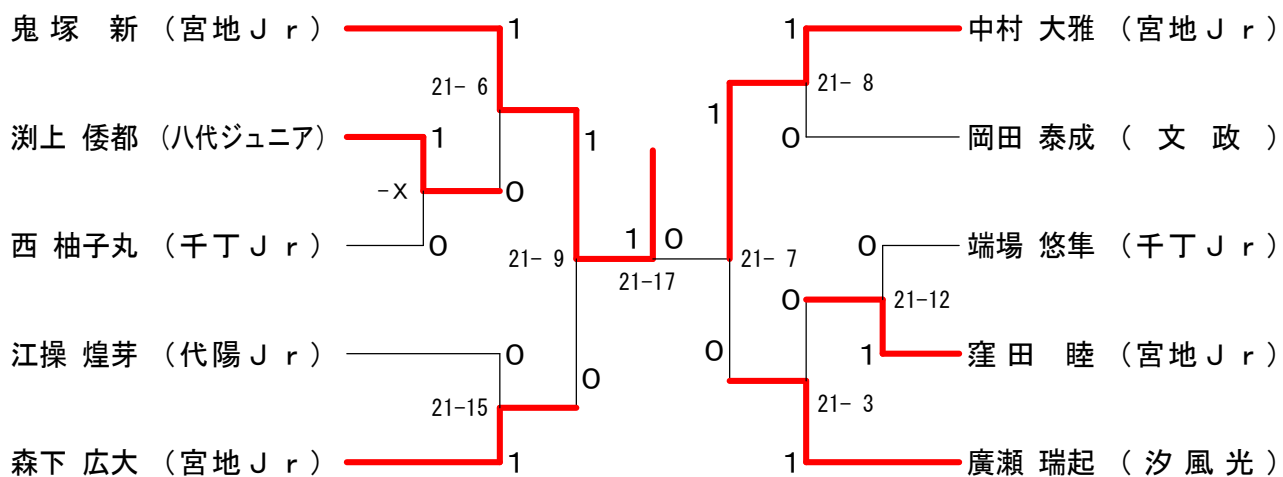 鬼塚 新 （宮地Ｊｒ） 1 1 中村 大雅 （宮地Ｊｒ）
21- 6 21- 8
渕上 倭都 （八代ジュニア） 1 1 1 0 岡田 泰成 （ 文 政 ）
-X 0
西 柚子丸 （千丁Ｊｒ） 0 1 0 0 端場 悠隼 （千丁Ｊｒ）
21- 9 21-17 21- 7 0 21-12
江操 煌芽 （代陽Ｊｒ） 0 0 0 1 窪田 睦 （宮地Ｊｒ）
21-15 21- 3
森下 広大 （宮地Ｊｒ） 1 1 廣瀬 瑞起 （ 汐 風 光 ）